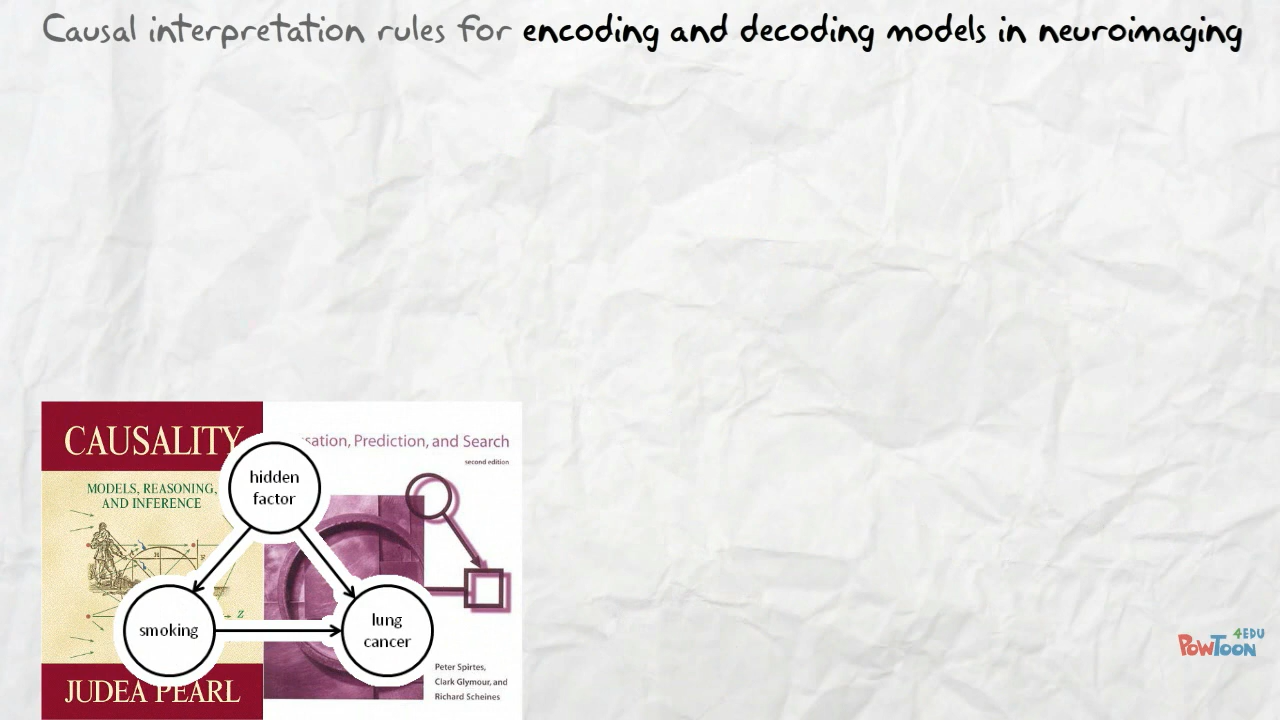 Causal interpretation rules for encoding and decoding models in neuroimaging
CAUSALITY
MODELS, REASONING,
AND INFERENCE
z
JUDEA PEARL
Prediction, and Search
second edition
Peter Spirtes,
Clark Glymour, and
Richard Scheines
hidden
factor
smoking
lung
cancer
POWTOON
4EDU